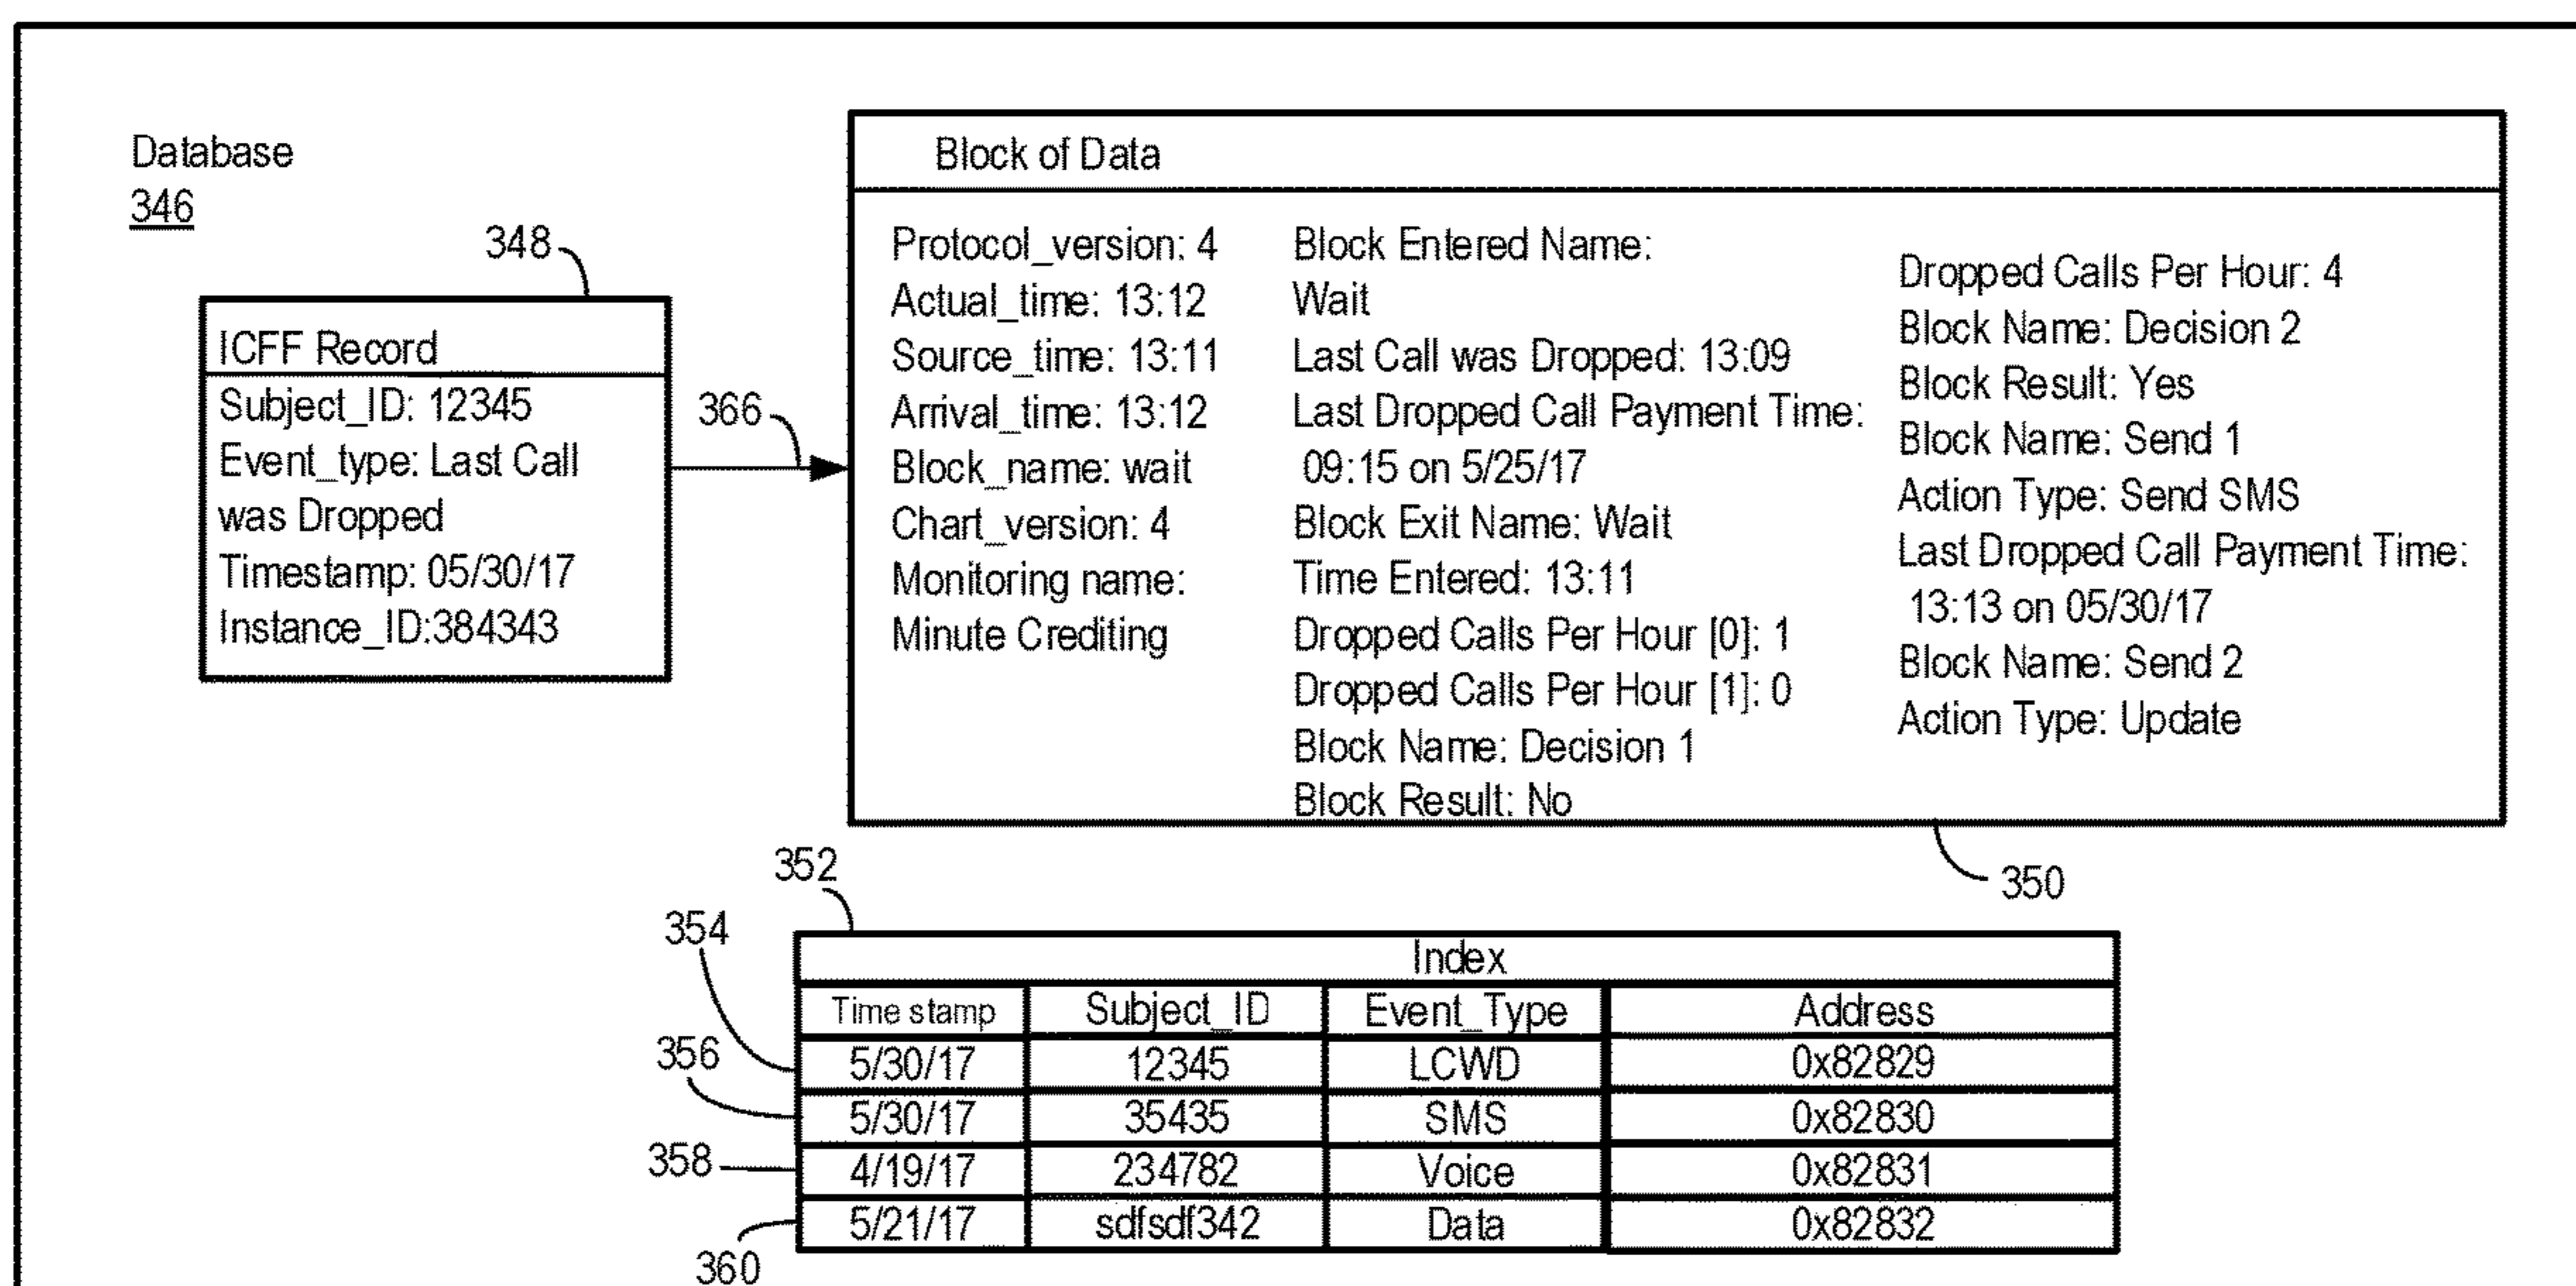 Database
346
348
ICFF Record
Subject_ID: 12345
Event_type: Last Call
was Dropped
Timestamp: 05/30/17
Instance_ID:384343
366
Block of Data
Protocol_version: 4
Actual_time: 13:12
Source_time: 13:11
Arrival_time: 13:12
Block_name: wait
Chart_version: 4
Monitoring name:
Minute Crediting
Block Entered Name:
Wait
Last Call was Dropped: 13:09
Last Dropped Call Payment Time:
09:15 on 5/25/17
Block Exit Name: Wait
Time Entered: 13:11
Dropped Calls Per Hour [0]: 1
Dropped Calls Per Hour [1]: 0
Block Name: Decision 1
Block Result: No
Dropped Calls Per Hour: 4
Block Name: Decision 2
Block Result: Yes
Block Name: Send 1
Action Type: Send SMS
Last Dropped Call Payment Time:
13:13 on 05/30/17
Block Name: Send 2
Action Type: Update
350
352
Index
Time stamp Subject_ID Event_Type Address
354
5/30/17 12345 LCWD 0x82829
356
5/30/17 35435 SMS 0x82830
358
4/19/17 234782 Voice 0x82831
360
5/21/17 sdfsdf342 Data 0x82832